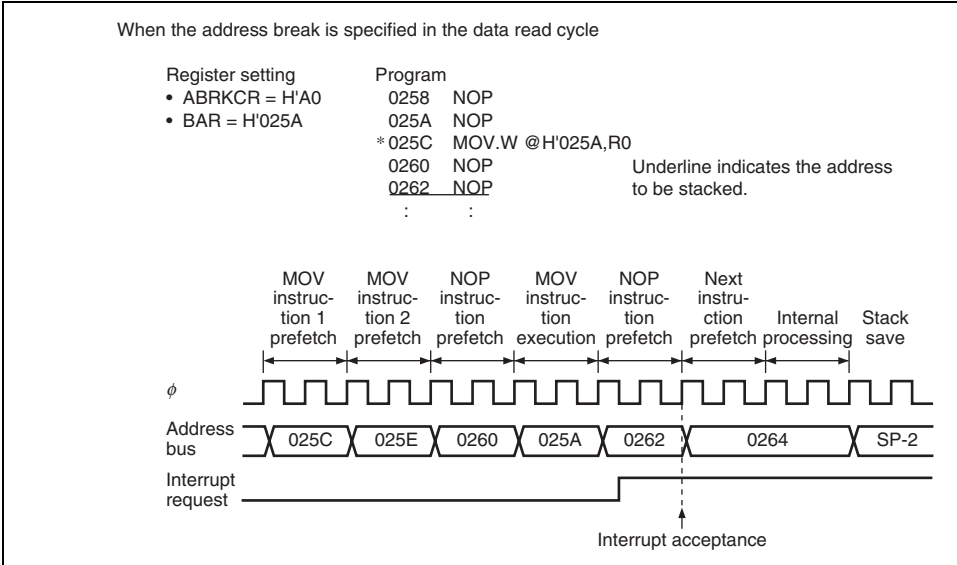 When the address break is specified in the data read cycle
Register setting
• ABRKCR = H'A0
• BAR = H'025A
Program
0258 NOP
025A NOP
* 025C MOV.W @H'025A,R0
0260 NOP
0262 NOP
: :
Underline indicates the address
to be stacked.
MOV
instruc-
tion 1
prefetch
MOV
instruc-
tion 2
prefetch
NOP
instruc-
tion
prefetch
MOV
instruc-
tion
execution
NOP
instruc-
tion
prefetch
Next
instru-
ction
prefetch
Internal
processing
Stack
save
φ
Address
bus
025C 025E 0260 025A 0262 0264 SP-2
Interrupt
request
Interrupt acceptance